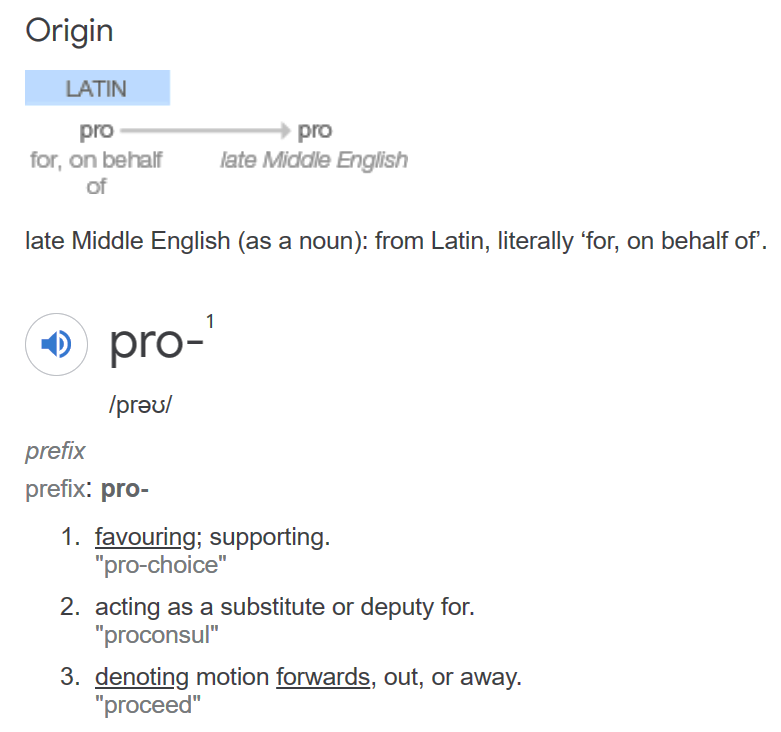 Origin
LATIN
pro pro
for, on behalf late Middle English
of
late Middle English (as a noun): from Latin, literally ‘for, on behalf of’.
pro-¹
/prəʊ/
prefix
prefix: pro-
1. favouring; supporting.
"pro-choice"
2. acting as a substitute or deputy for.
"proconsul"
3. denoting motion forwards, out, or away.
"proceed"